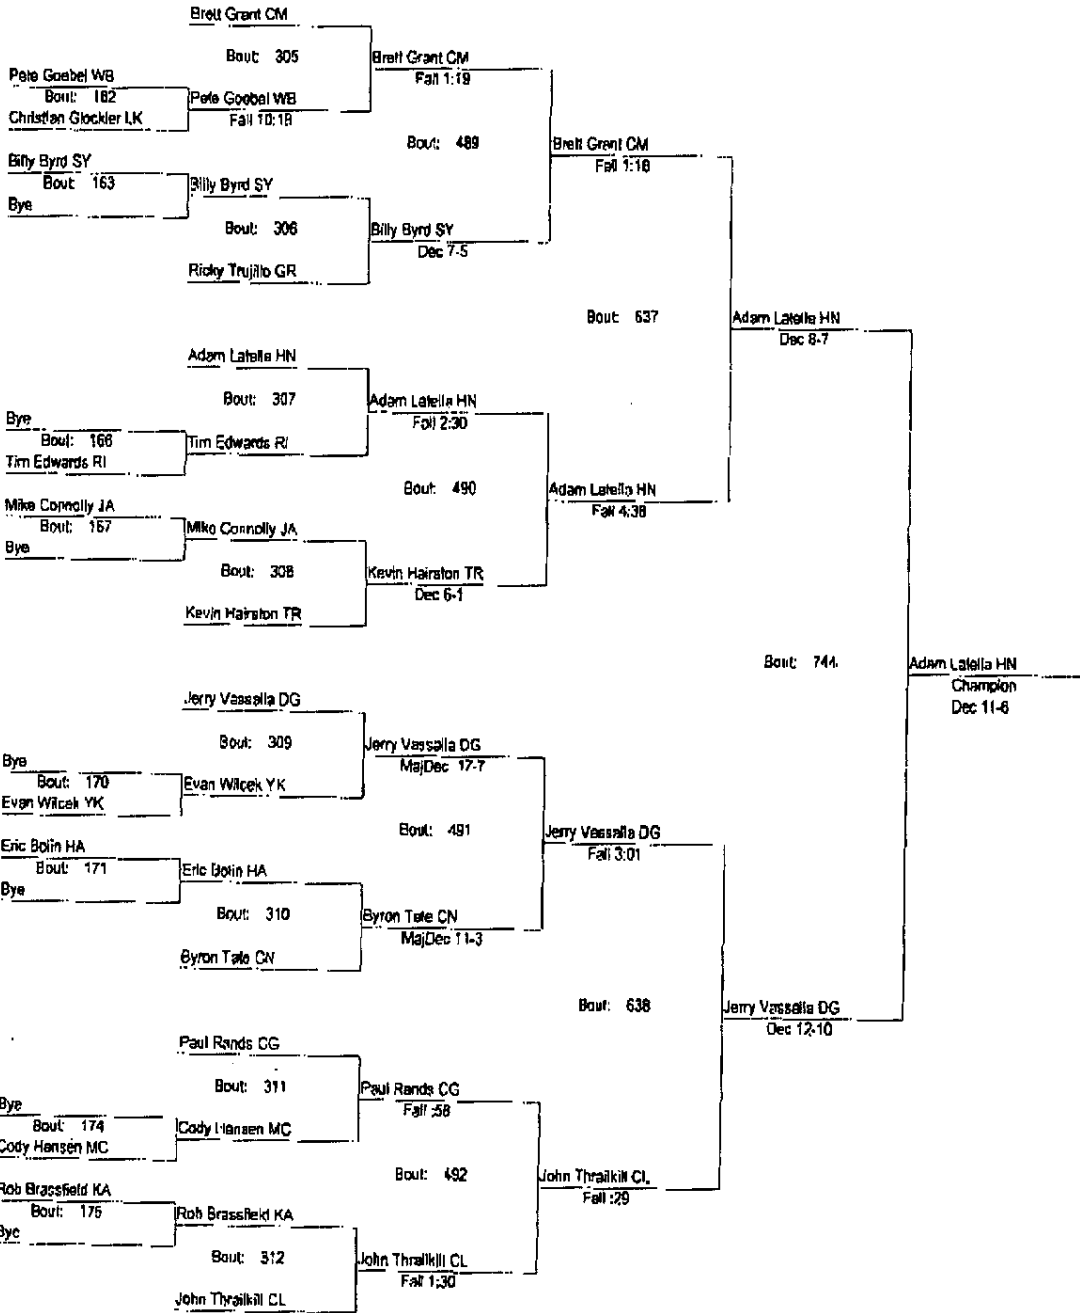 Brett Grant CM
Bout: 305
Brett Grant CM
Fall 1:19
Pete Goebel WB
Bout: 162
Pete Goebel WB
Fall 10:18
Christian Glockler LK
Bout: 489
Brett Grant CM
Fall 1:18
Billy Byrd SY
Bout: 163
Billy Byrd SY
Bye
Bout: 306
Billy Byrd SY
Dec 7-5
Ricky Trujillo GR
Bout: 637
Adam Latella HN
Dec 8-7
Adam Latella HN
Bout: 307
Adam Latella HN
Fall 2:30
Bye
Bout: 166
Tim Edwards RI
Tim Edwards RI
Bout: 490
Adam Latella HN
Fall 4:38
Mike Connolly JA
Bout: 167
Mike Connolly JA
Bye
Bout: 308
Kevin Hairston TR
Dec 6-1
Kevin Hairston TR
Bout: 744
Adam Latella HN
Champion
Dec 11-6
Jerry Vassalla DG
Bout: 309
Jerry Vassalla DG
MajDec 17-7
Bye
Bout: 170
Evan Wilcek YK
Evan Wilcek YK
Bout: 491
Jerry Vassalla DG
Fall 3:01
Eric Bolin HA
Bout: 171
Eric Bolin HA
Bye
Bout: 310
Byron Tate CN
MajDec 11-3
Byron Tate CN
Bout: 638
Jerry Vassalla DG
Dec 12-10
Paul Rands CG
Bout: 311
Paul Rands CG
Fall :58
Bye
Bout: 174
Cody Hansen MC
Cody Hansen MC
Bout: 492
John Thrailkill CL
Fall :29
Rob Brassfield KA
Bout: 175
Rob Brassfield KA
Bye
Bout: 312
John Thrailkill CL
Fall 1:30
John Thrailkill CL